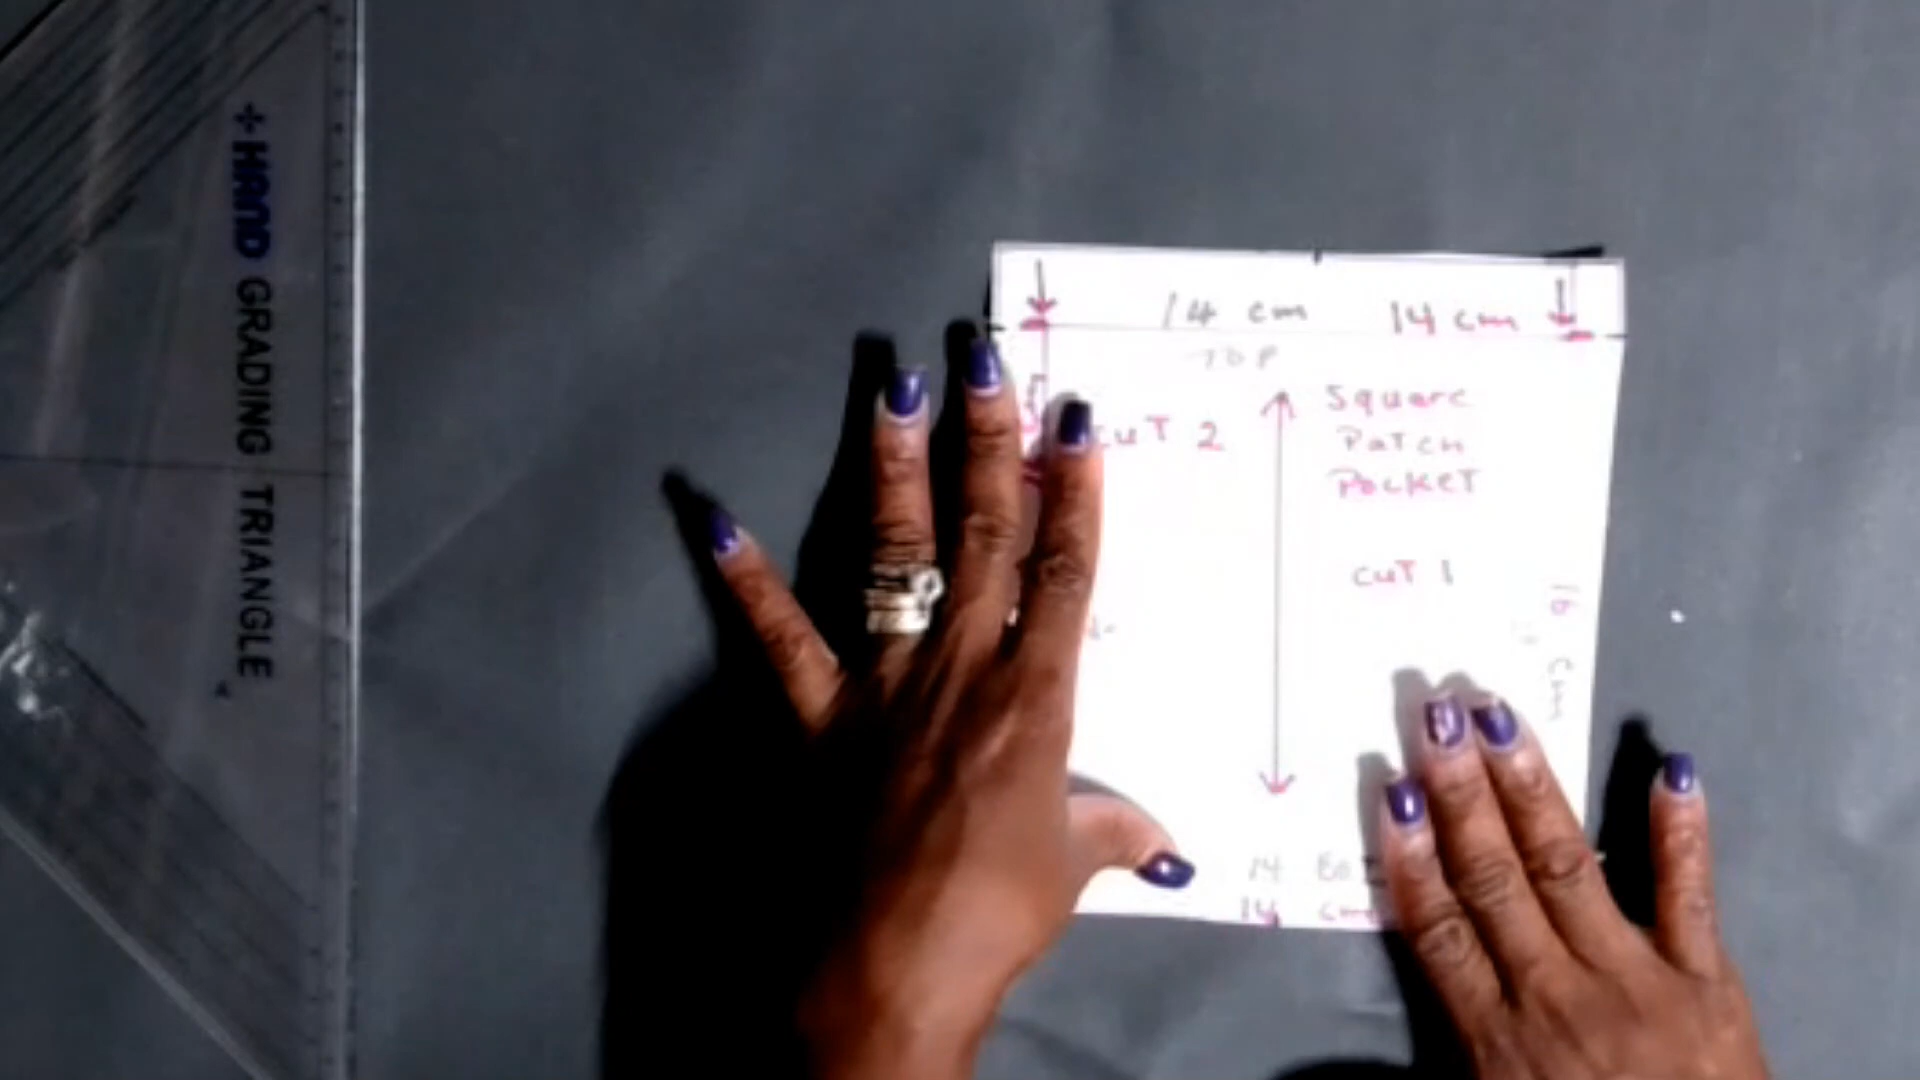 HAND GRADING TRIANGLE
14 cm 14 cm
TOP
Square
Patch
Pocket
CUT 2
CUT 1
16 cm
14
14 cm